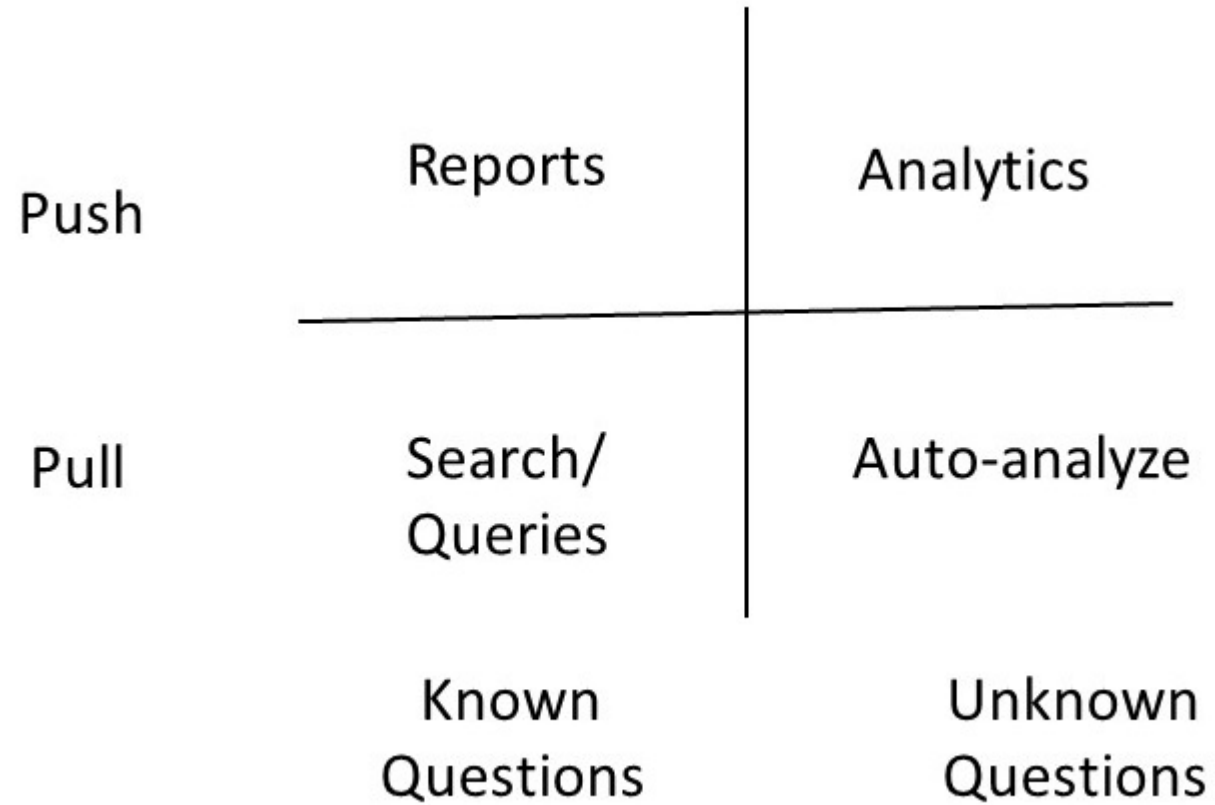 Reports
Analytics
Push
Pull
Search/
Queries
Auto-analyze
Known
Questions
Unknown
Questions